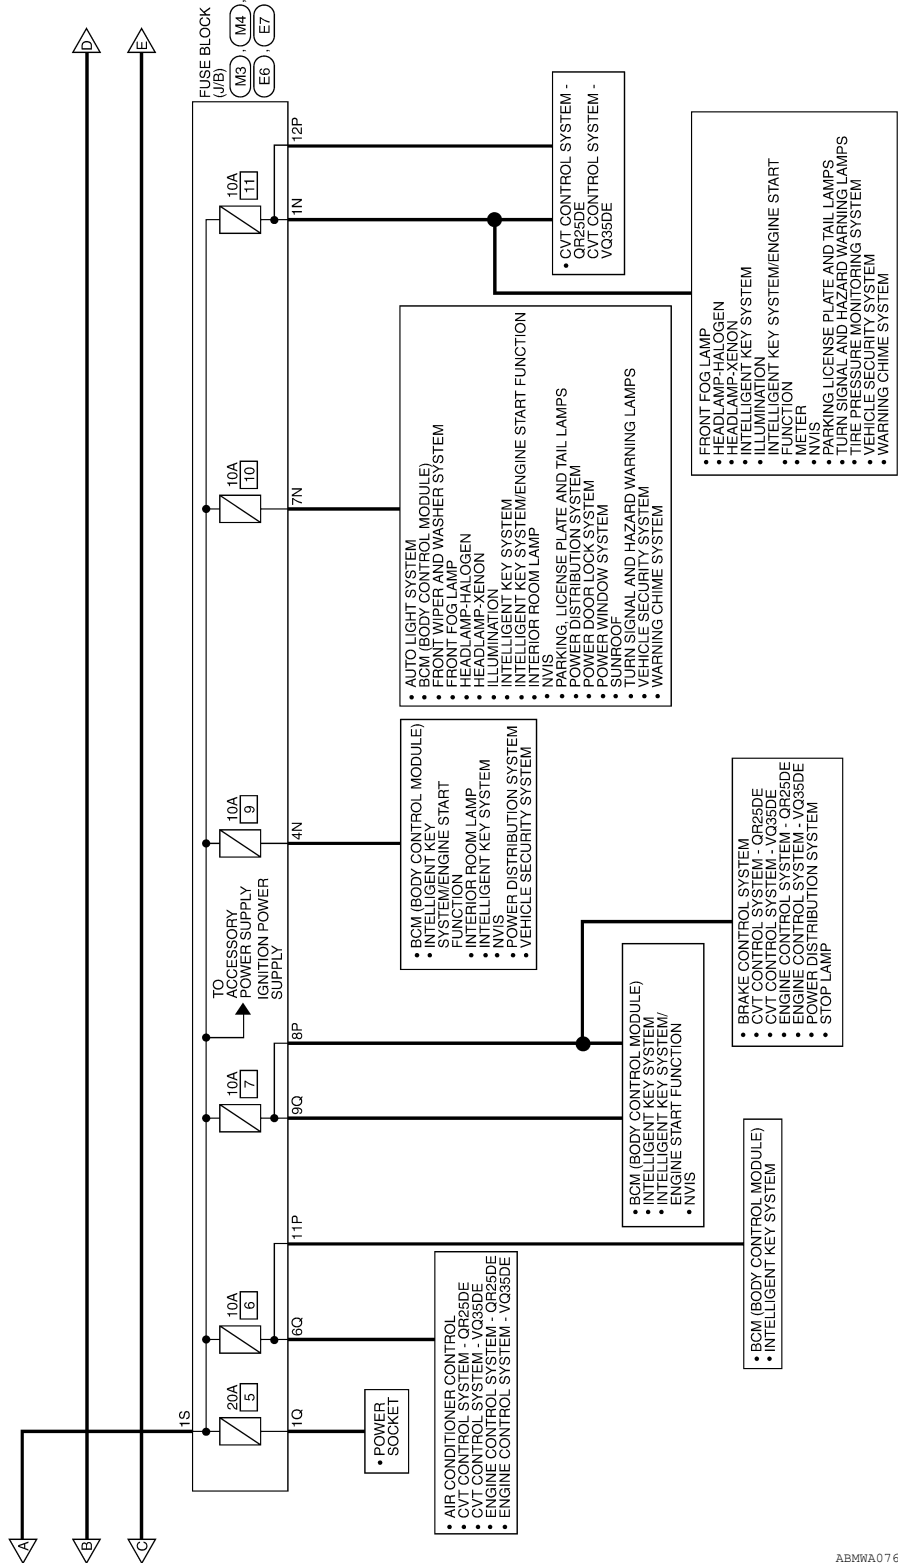 A
B
D
C
E
FUSE BLOCK
(J/B)
M3 , M4 ,
E6 , E7
1S
TO
ACCESSORY
POWER SUPPLY
IGNITION POWER
SUPPLY
20A
5
10A
6
10A
7
10A
9
10A
10
10A
11
1Q
6Q
11P
9Q
8P
4N
7N
1N
12P
• POWER
SOCKET
• AIR CONDITIONER CONTROL
• CVT CONTROL SYSTEM - QR25DE
• CVT CONTROL SYSTEM - VQ35DE
• ENGINE CONTROL SYSTEM - QR25DE
• ENGINE CONTROL SYSTEM - VQ35DE
• BCM (BODY CONTROL MODULE)
• INTELLIGENT KEY SYSTEM
• BCM (BODY CONTROL MODULE)
• INTELLIGENT KEY SYSTEM
• INTELLIGENT KEY SYSTEM/
ENGINE START FUNCTION
• NVIS
• BRAKE CONTROL SYSTEM
• CVT CONTROL SYSTEM - QR25DE
• CVT CONTROL SYSTEM - VQ35DE
• ENGINE CONTROL SYSTEM - QR25DE
• ENGINE CONTROL SYSTEM - VQ35DE
• POWER DISTRIBUTION SYSTEM
• STOP LAMP
• BCM (BODY CONTROL MODULE)
• INTELLIGENT KEY
SYSTEM/ENGINE START
FUNCTION
• INTERIOR ROOM LAMP
• INTELLIGENT KEY SYSTEM
• NVIS
• POWER DISTRIBUTION SYSTEM
• VEHICLE SECURITY SYSTEM
• AUTO LIGHT SYSTEM
• BCM (BODY CONTROL MODULE)
• FRONT WIPER AND WASHER SYSTEM
• FRONT FOG LAMP
• HEADLAMP-HALOGEN
• HEADLAMP-XENON
• ILLUMINATION
• INTELLIGENT KEY SYSTEM
• INTELLIGENT KEY SYSTEM/ENGINE START FUNCTION
• INTERIOR ROOM LAMP
• NVIS
• PARKING, LICENSE PLATE AND TAIL LAMPS
• POWER DISTRIBUTION SYSTEM
• POWER DOOR LOCK SYSTEM
• POWER WINDOW SYSTEM
• SUNROOF
• TURN SIGNAL AND HAZARD WARNING LAMPS
• VEHICLE SECURITY SYSTEM
• WARNING CHIME SYSTEM
• CVT CONTROL SYSTEM -
QR25DE
CVT CONTROL SYSTEM -
VQ35DE
• FRONT FOG LAMP
• HEADLAMP-HALOGEN
• HEADLAMP-XENON
• INTELLIGENT KEY SYSTEM
• ILLUMINATION
• INTELLIGENT KEY SYSTEM/ENGINE START
FUNCTION
• METER
• NVIS
• PARKING LICENSE PLATE AND TAIL LAMPS
• TURN SIGNAL AND HAZARD WARNING LAMPS
• TIRE PRESSURE MONITORING SYSTEM
• VEHICLE SECURITY SYSTEM
• WARNING CHIME SYSTEM
ABMWA076